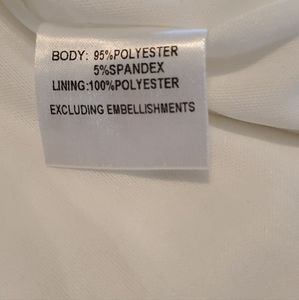 BODY: 95%POLYESTER
5%SPANDEX
LINING:100%POLYESTER
EXCLUDING EMBELLISHMENTS